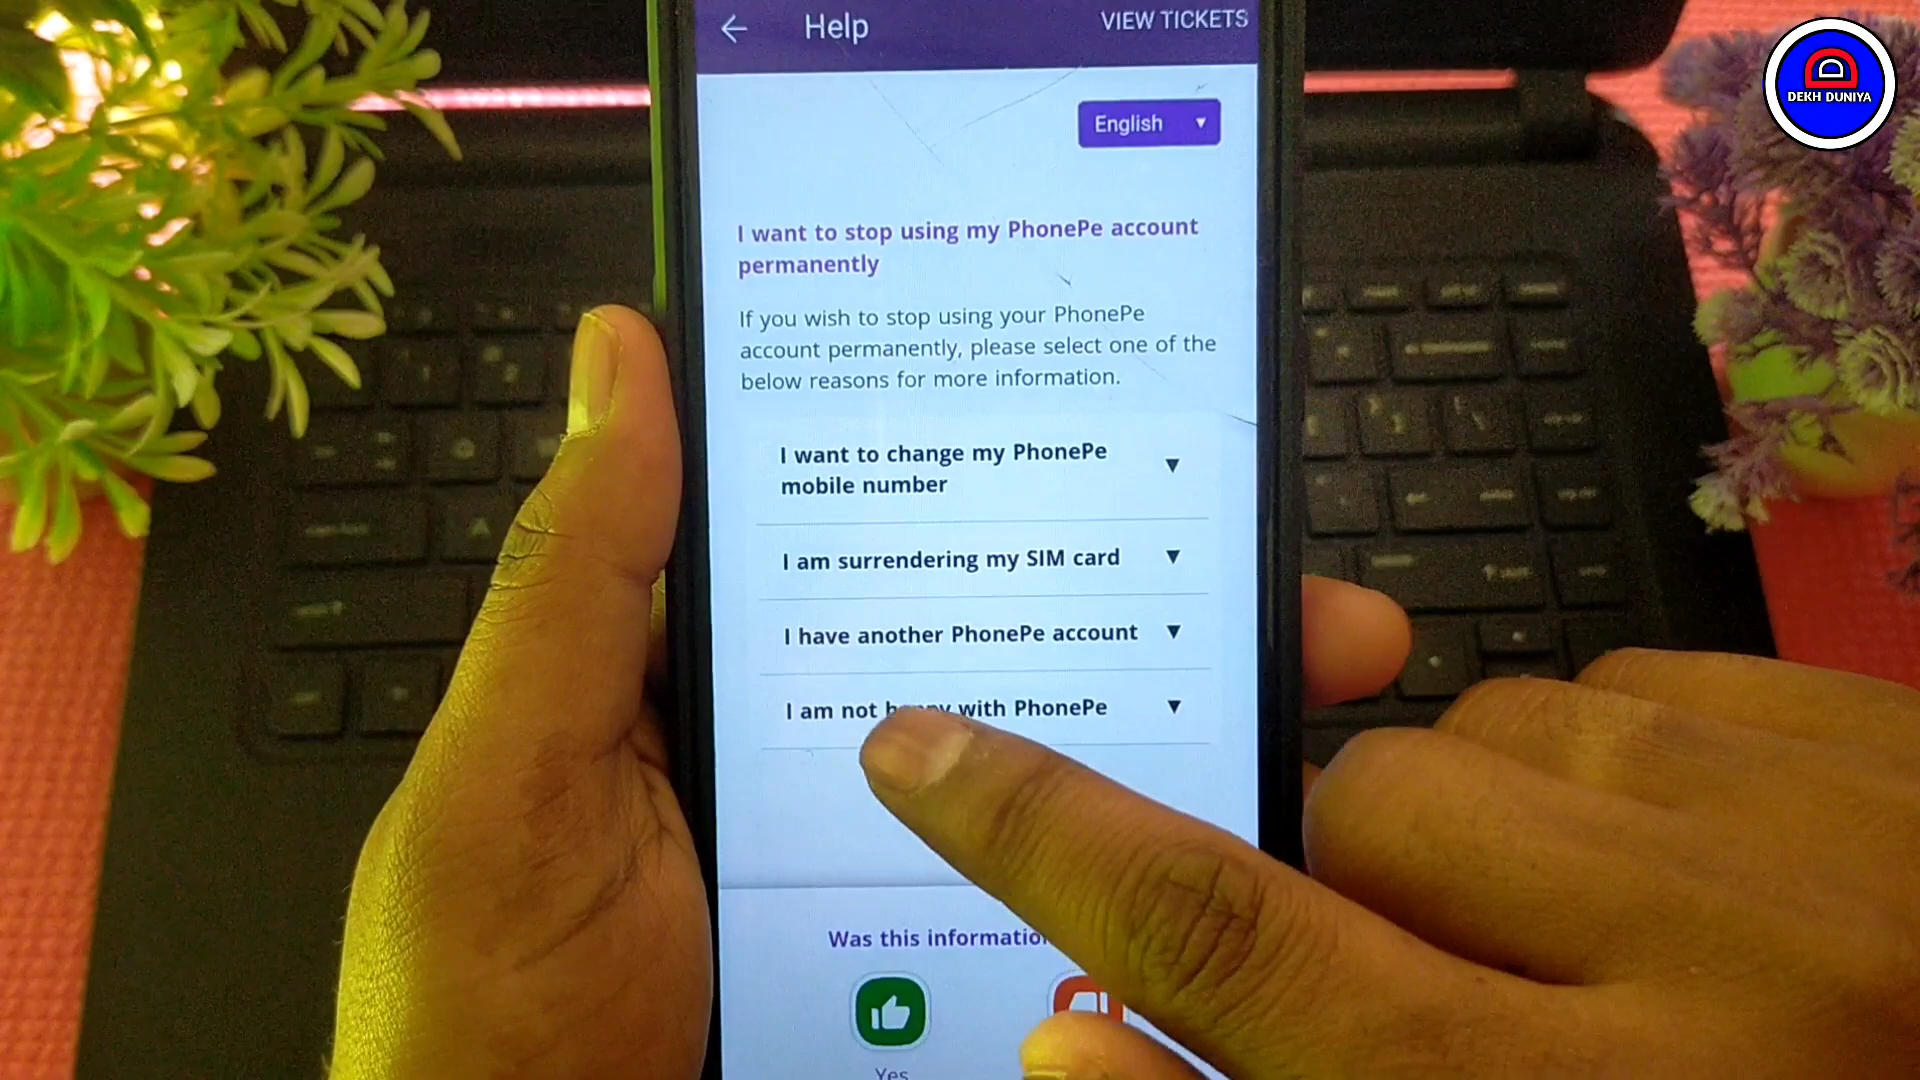 Help
VIEW TICKETS
DEKH DUNIYA
English
I want to stop using my PhonePe account
permanently
If you wish to stop using your PhonePe
account permanently, please select one of the
below reasons for more information.
I want to change my PhonePe
mobile number
I am surrendering my SIM card
I have another PhonePe account
I am not happy with PhonePe
Was this information
Yes